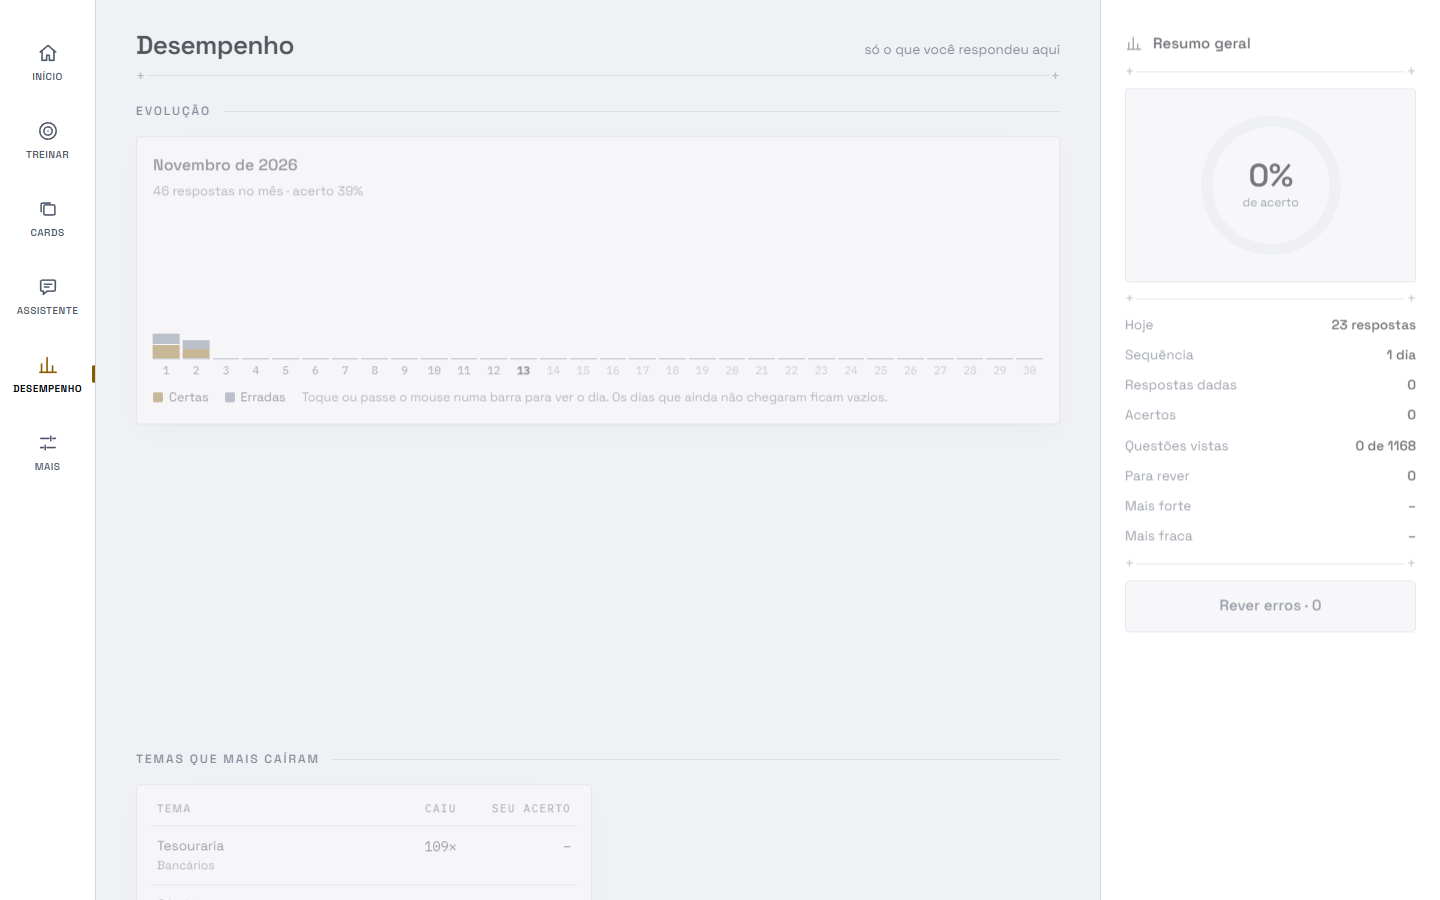 INÍCIO
TREINAR
CARDS
ASSISTENTE
DESEMPENHO
MAIS
Desempenho
só o que você respondeu aqui
EVOLUÇÃO
Novembro de 2026
46 respostas no mês · acerto 39%
1 2 3 4 5 6 7 8 9 10 11 12 13 14 15 16 17 18 19 20 21 22 23 24 25 26 27 28 29 30
Certas Erradas Toque ou passe o mouse numa barra para ver o dia. Os dias que ainda não chegaram ficam vazios.
TEMAS QUE MAIS CAÍRAM
TEMA CAIU SEU ACERTO
Tesouraria 109× –
Bancários
Resumo geral
0%
de acerto
Hoje 23 respostas
Sequência 1 dia
Respostas dadas 0
Acertos 0
Questões vistas 0 de 1168
Para rever 0
Mais forte –
Mais fraca –
Rever erros · 0